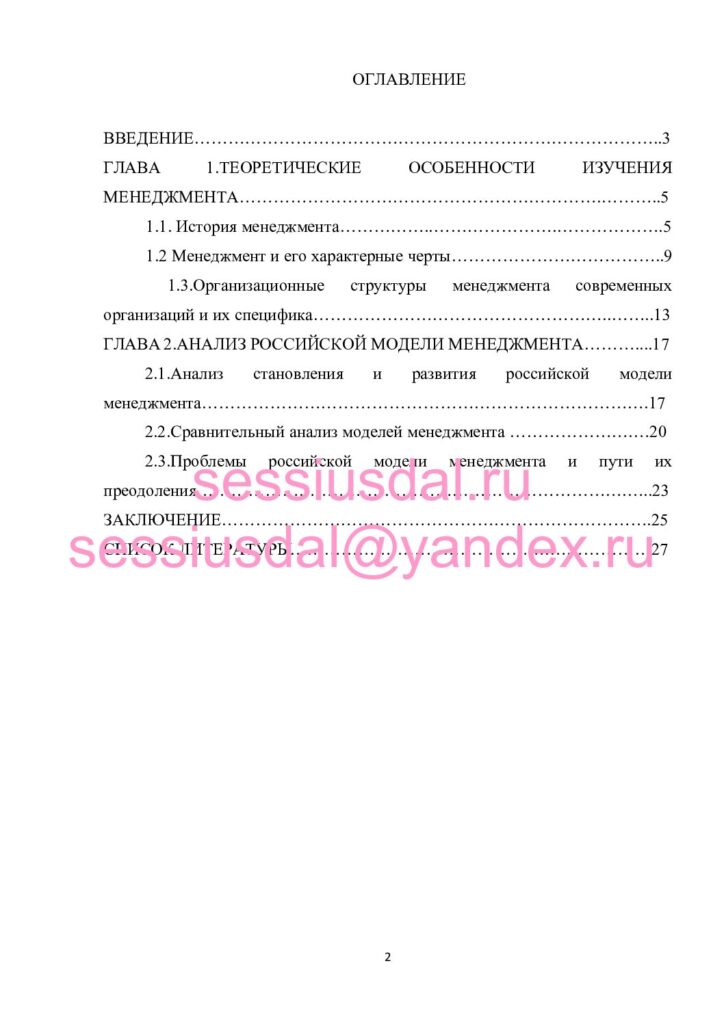 ОГЛАВЛЕНИЕ
ВВЕДЕНИЕ……………………………………………………………………..3
ГЛАВА 1.ТЕОРЕТИЧЕСКИЕ ОСОБЕННОСТИ ИЗУЧЕНИЯ
МЕНЕДЖМЕНТА……………………………………………………….………..5
1.1. История менеджмента…………….……………………….……………….5
1.2 Менеджмент и его характерные черты………………………………..9
1.3.Организационные структуры менеджмента современных
организаций и их специфика……………………………………………..……..13
ГЛАВА 2.АНАЛИЗ РОССИЙСКОЙ МОДЕЛИ МЕНЕДЖМЕНТА………....17
2.1.Анализ становления и развития российской модели
менеджмента……………………………………………………………………17
2.2.Сравнительный анализ моделей менеджмента …………………….20
2.3.Проблемы российской модели менеджмента и пути их
sessiusdal.ru
преодоления……………………………………………………………………..23
ЗАКЛЮЧЕНИЕ………………………………………………………………….25
sessiusdal@yandex.ru
СПИСОК ЛИТЕРАТУРЫ………………………………………………………27
2